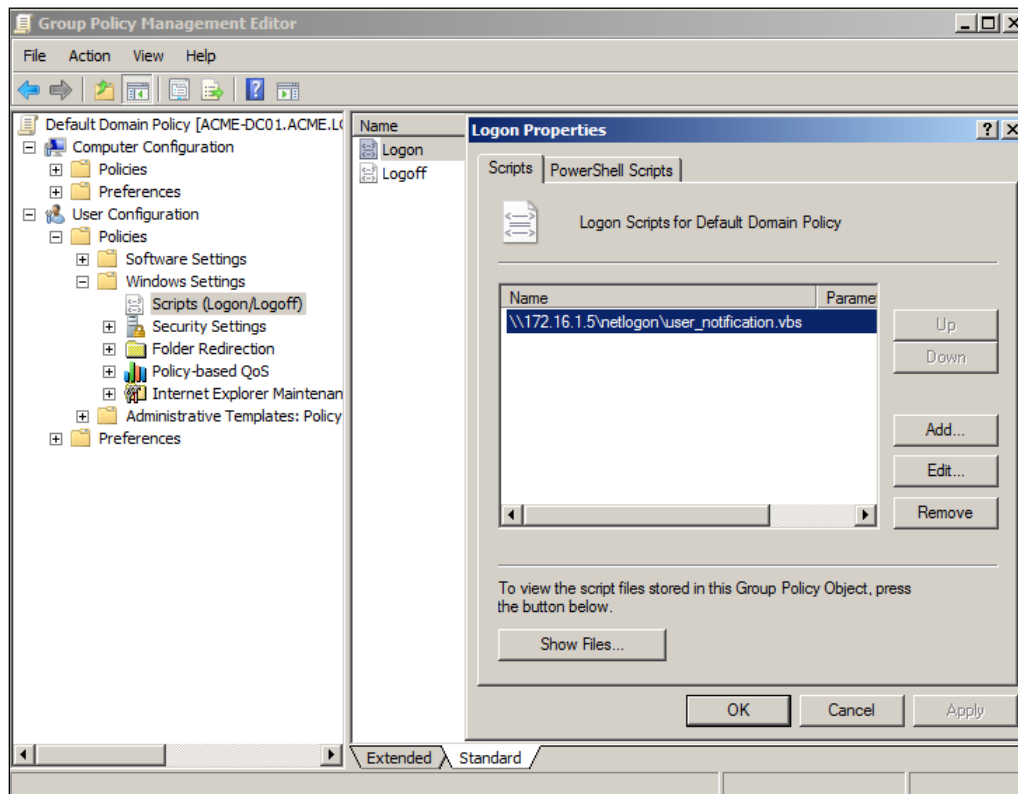 Group Policy Management Editor
File Action View Help
Default Domain Policy [ACME-DC01.ACME.L
Computer Configuration
Policies
Preferences
User Configuration
Policies
Software Settings
Windows Settings
Scripts (Logon/Logoff)
Security Settings
Folder Redirection
Policy-based QoS
Internet Explorer Maintenan
Administrative Templates: Policy
Preferences
Name
Logon
Logoff
Logon Properties
Scripts PowerShell Scripts
Logon Scripts for Default Domain Policy
Name Parame
\\172.16.1.5\netlogon\user_notification.vbs
Up
Down
Add...
Edit...
Remove
To view the script files stored in this Group Policy Object, press
the button below.
Show Files...
OK Cancel Apply
Extended Standard